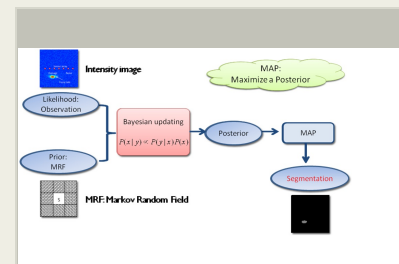 Intensity image
MAP:
Maximize a Posterior
Likelihood:
Observation
Bayesian updating
P(x|y) ∝ P(y|x)P(x)
Posterior
MAP
Prior:
MRF
Segmentation
S
MRF: Markov Random Field